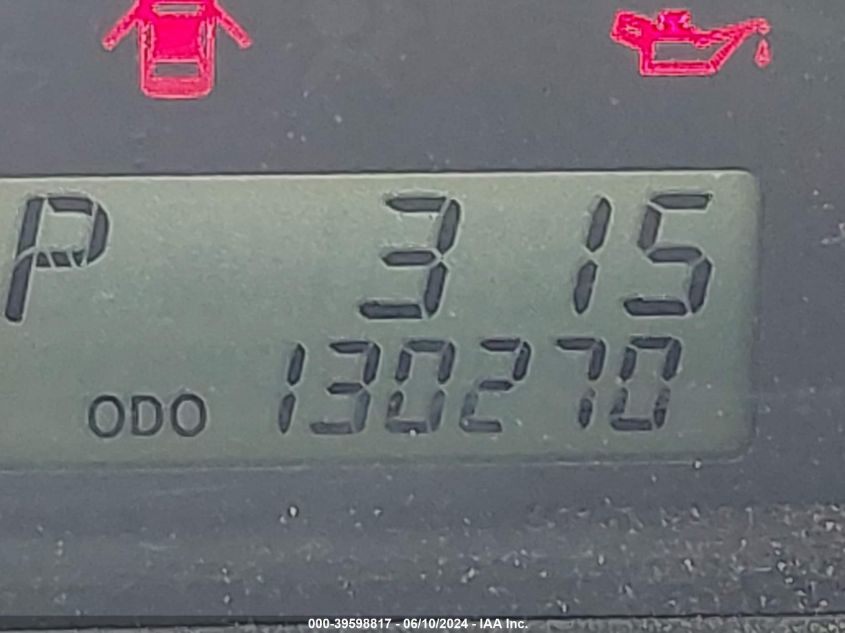 P 3 15
ODO 130270
000-39598817 - 06/10/2024 - IAA Inc.